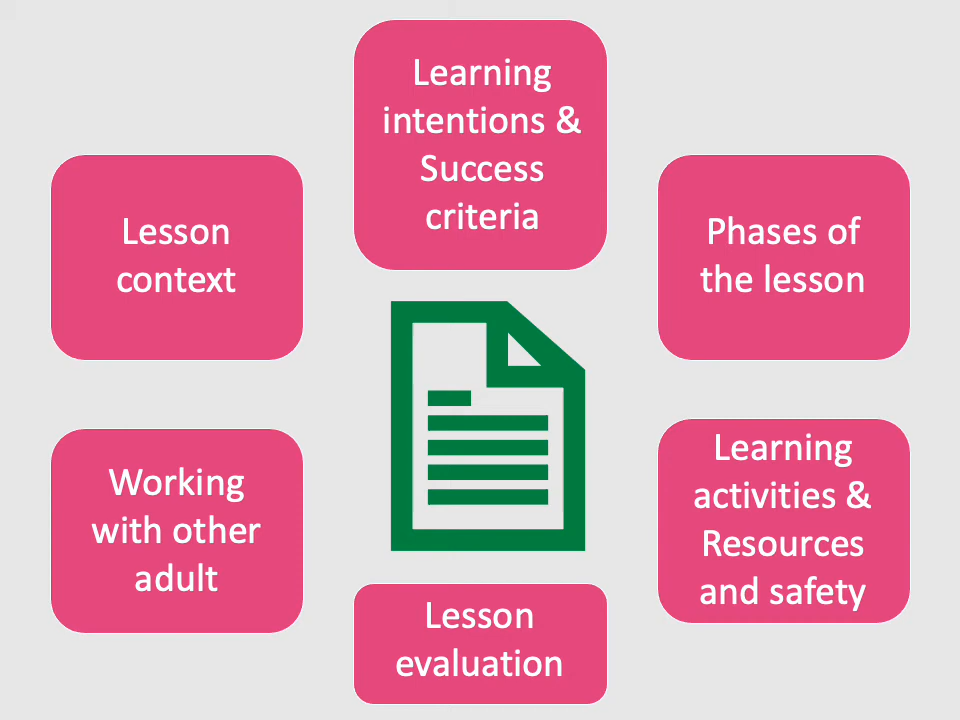 Learning
intentions &
Success
criteria
Lesson
context
Phases of
the lesson
Working
with other
adult
Learning
activities &
Resources
and safety
Lesson
evaluation